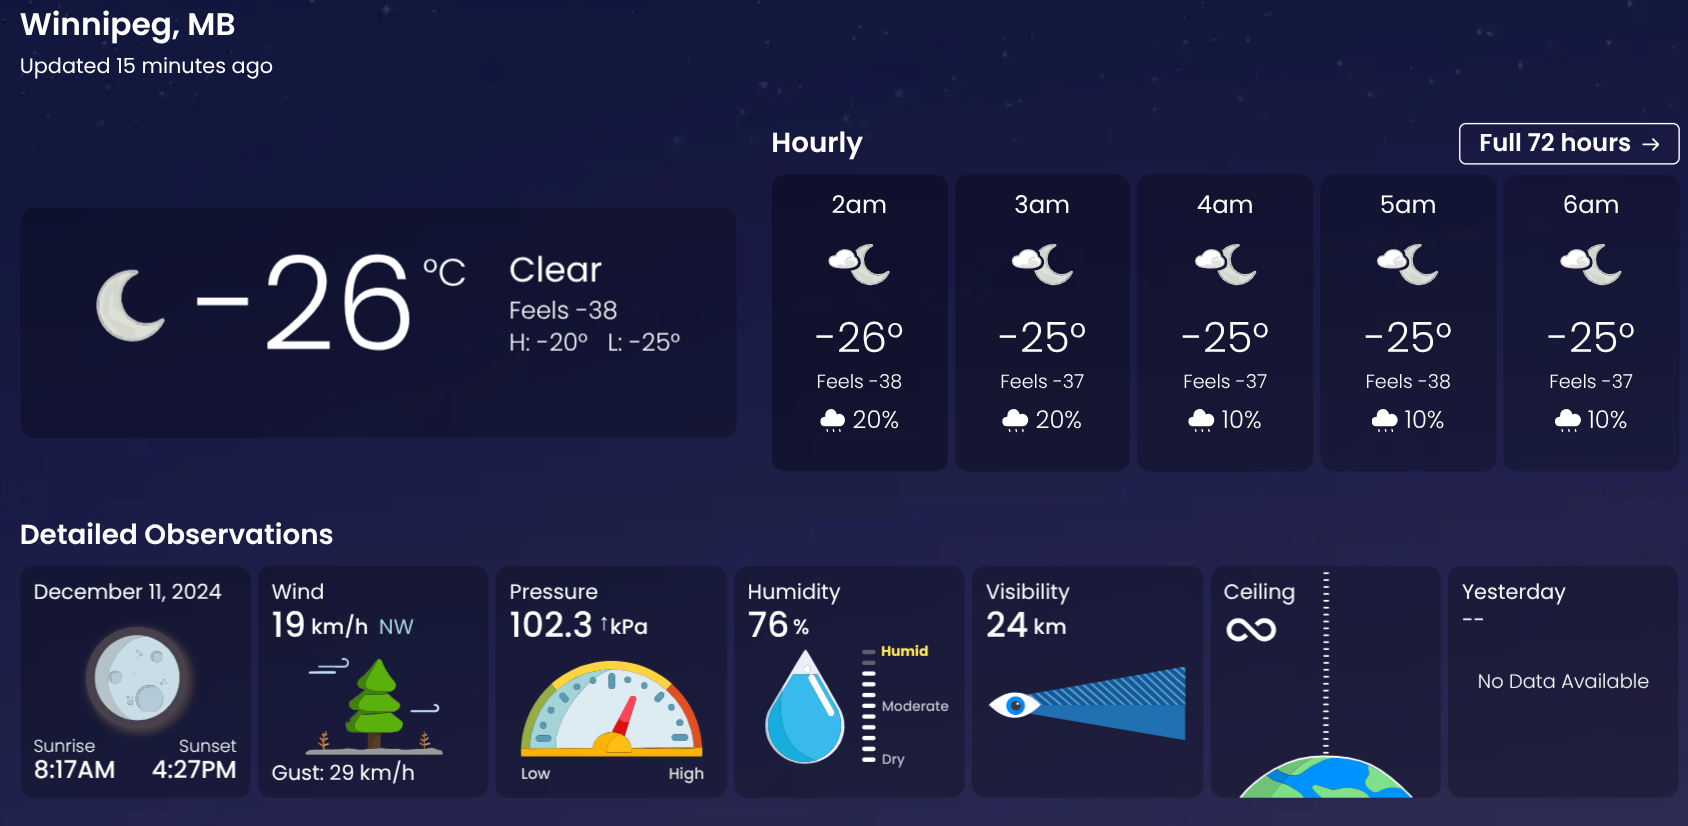 Winnipeg, MB
Updated 15 minutes ago
-26 °C
Clear
Feels -38
H: -20° L: -25°
Hourly
Full 72 hours →
2am
-26°
Feels -38
20%
3am
-25°
Feels -37
20%
4am
-25°
Feels -37
10%
5am
-25°
Feels -38
10%
6am
-25°
Feels -37
10%
Detailed Observations
December 11, 2024
Sunrise Sunset
8:17AM 4:27PM
Wind
19 km/h NW
Gust: 29 km/h
Pressure
102.3 ↑kPa
Low High
Humidity
76 %
Humid
Moderate
Dry
Visibility
24 km
Ceiling
∞
Yesterday
--
No Data Available